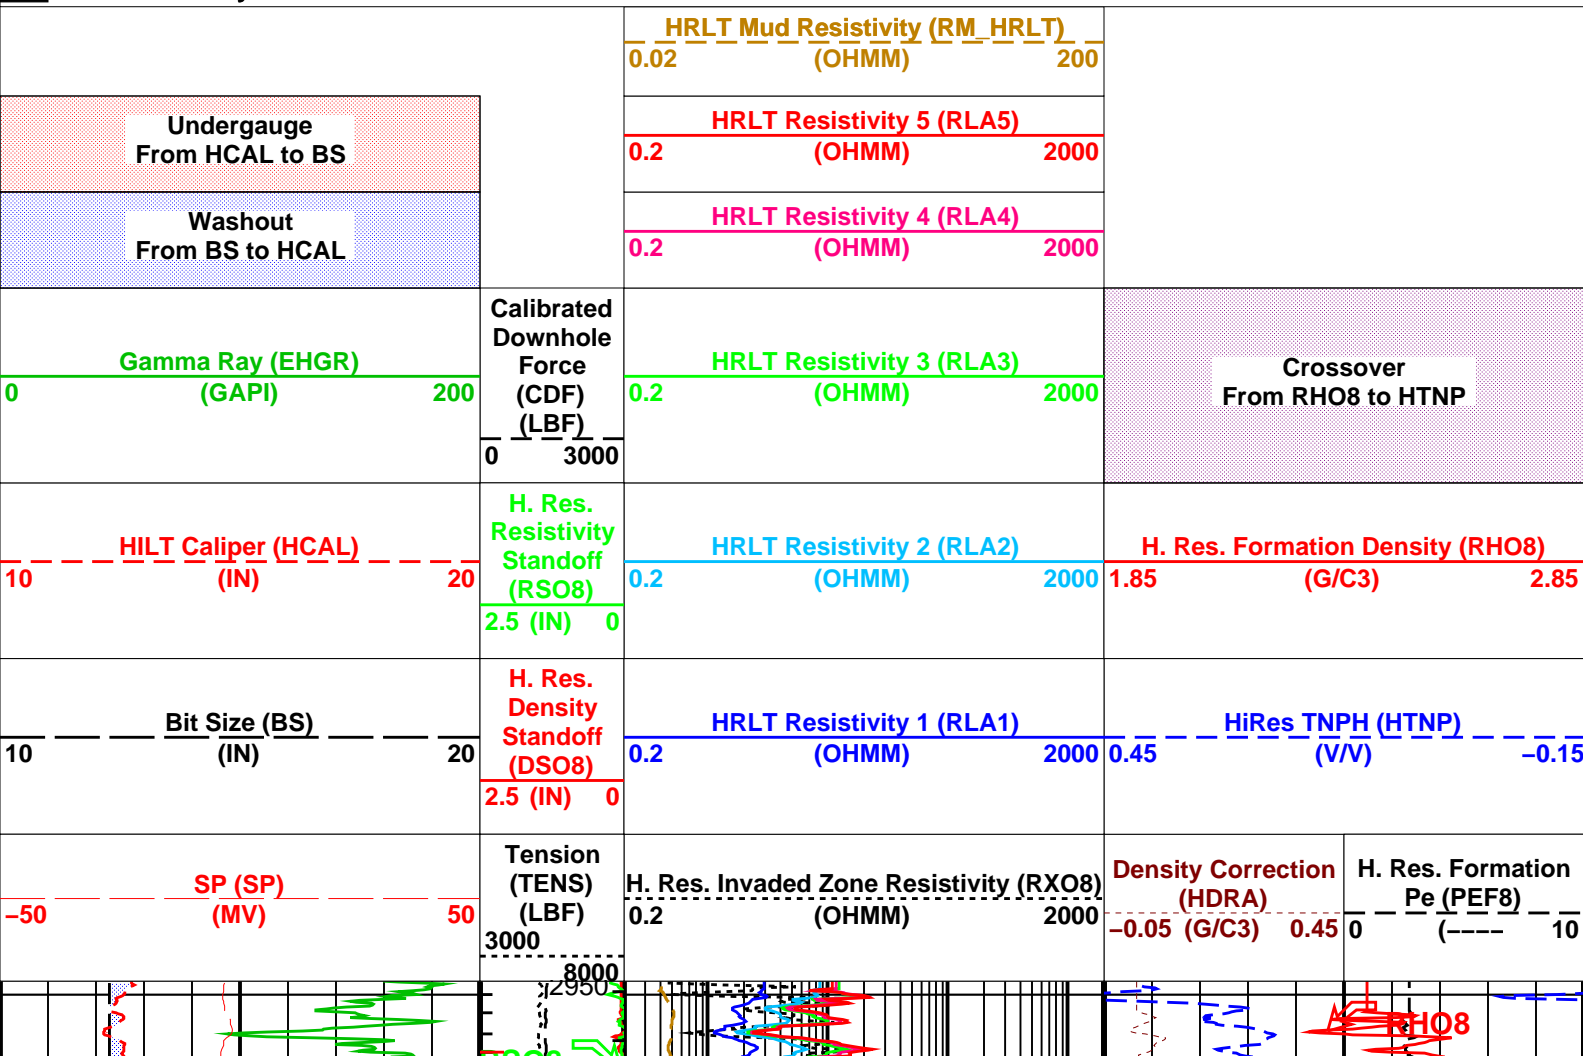 HRLT Mud Resistivity (RM_HRLT)
0.02 (OHMM) 200
Undergauge
From HCAL to BS
HRLT Resistivity 5 (RLA5)
0.2 (OHMM) 2000
Washout
From BS to HCAL
HRLT Resistivity 4 (RLA4)
0.2 (OHMM) 2000
Gamma Ray (EHGR)
0 (GAPI) 200
Calibrated
Downhole
Force
(CDF)
(LBF)
0 3000
HRLT Resistivity 3 (RLA3)
0.2 (OHMM) 2000
Crossover
From RHO8 to HTNP
HILT Caliper (HCAL)
10 (IN) 20
H. Res.
Resistivity
Standoff
(RSO8)
2.5 (IN) 0
HRLT Resistivity 2 (RLA2)
0.2 (OHMM) 2000
H. Res. Formation Density (RHO8)
1.85 (G/C3) 2.85
Bit Size (BS)
10 (IN) 20
H. Res.
Density
Standoff
(DSO8)
2.5 (IN) 0
HRLT Resistivity 1 (RLA1)
0.2 (OHMM) 2000
HiRes TNPH (HTNP)
0.45 (V/V) −0.15
SP (SP)
−50 (MV) 50
Tension
(TENS)
(LBF)
3000
8000
H. Res. Invaded Zone Resistivity (RXO8)
0.2 (OHMM) 2000
Density Correction
(HDRA)
−0.05 (G/C3) 0.45
H. Res. Formation
Pe (PEF8)
0 (−−−− 10
2950
RHO8